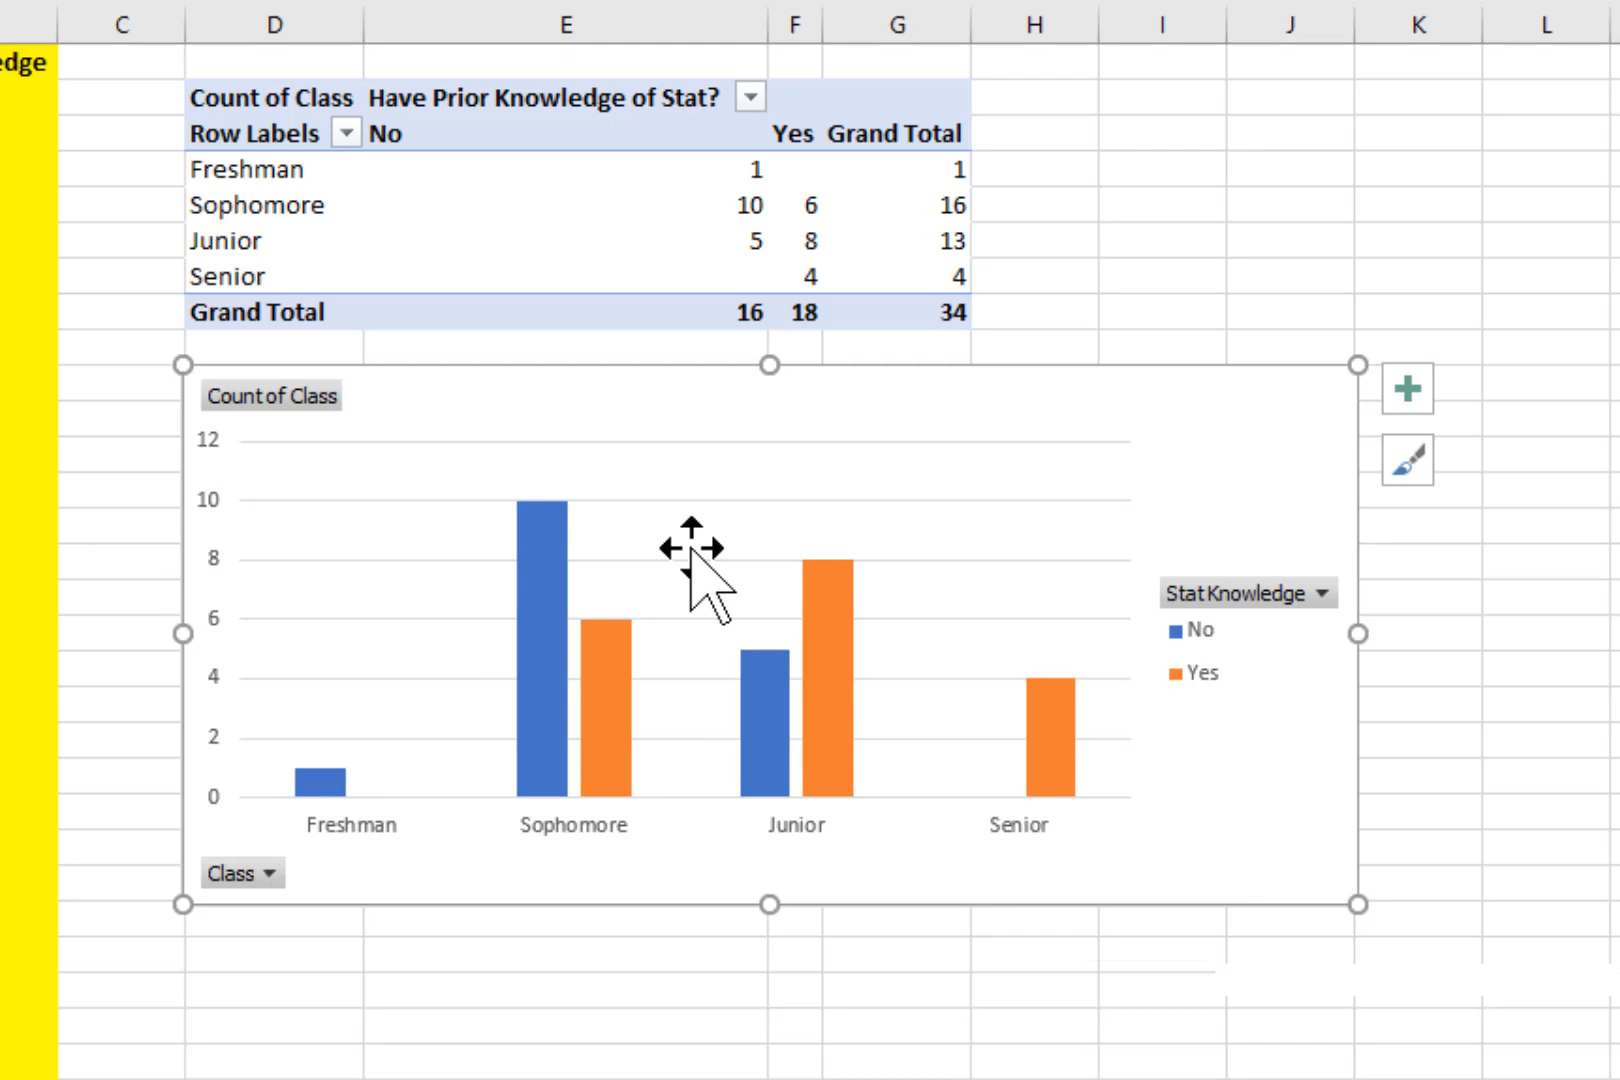 C D E F G H I J K L
edge
Count of Class Have Prior Knowledge of Stat?
Row Labels No Yes Grand Total
Freshman 1 1
Sophomore 10 6 16
Junior 5 8 13
Senior 4 4
Grand Total 16 18 34
Count of Class
12
10
8
6
4
2
0
Freshman Sophomore Junior Senior
Stat Knowledge
No
Yes
Class